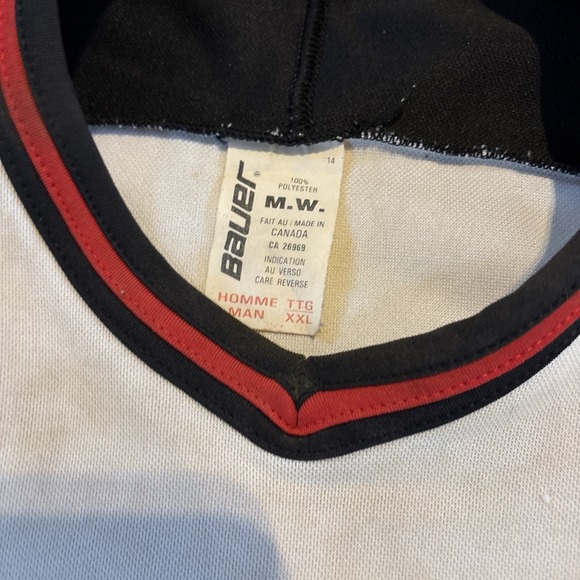 Bauer®
14
100%
POLYESTER
M.W.
FAIT AU / MADE IN
CANADA
CA 26969
INDICATION
AU VERSO
CARE REVERSE
HOMME TTG
MAN XXL